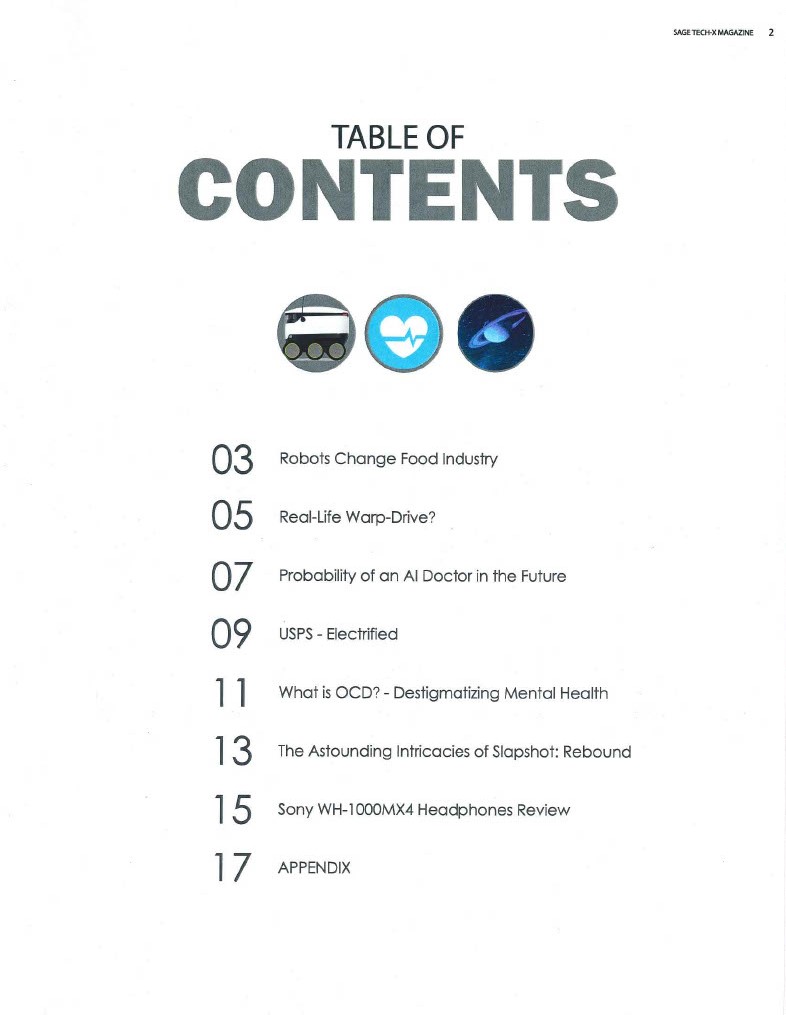 SAGE TECH-X MAGAZINE 2
TABLE OF
CONTENTS
03 Robots Change Food Industry
05 Real-Life Warp-Drive?
07 Probability of an AI Doctor in the Future
09 USPS - Electrified
11 What is OCD? - Destigmatizing Mental Health
13 The Astounding Intricacies of Slapshot: Rebound
15 Sony WH-1000MX4 Headphones Review
17 APPENDIX